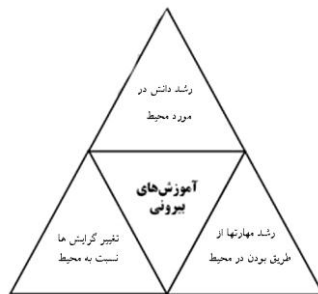 رشد دانش در
مورد محیط
آموزش‌های
بیرونی
رشد مهارتها از
طریق بودن در محیط
تغییر گرایش ها
نسبت به محیط